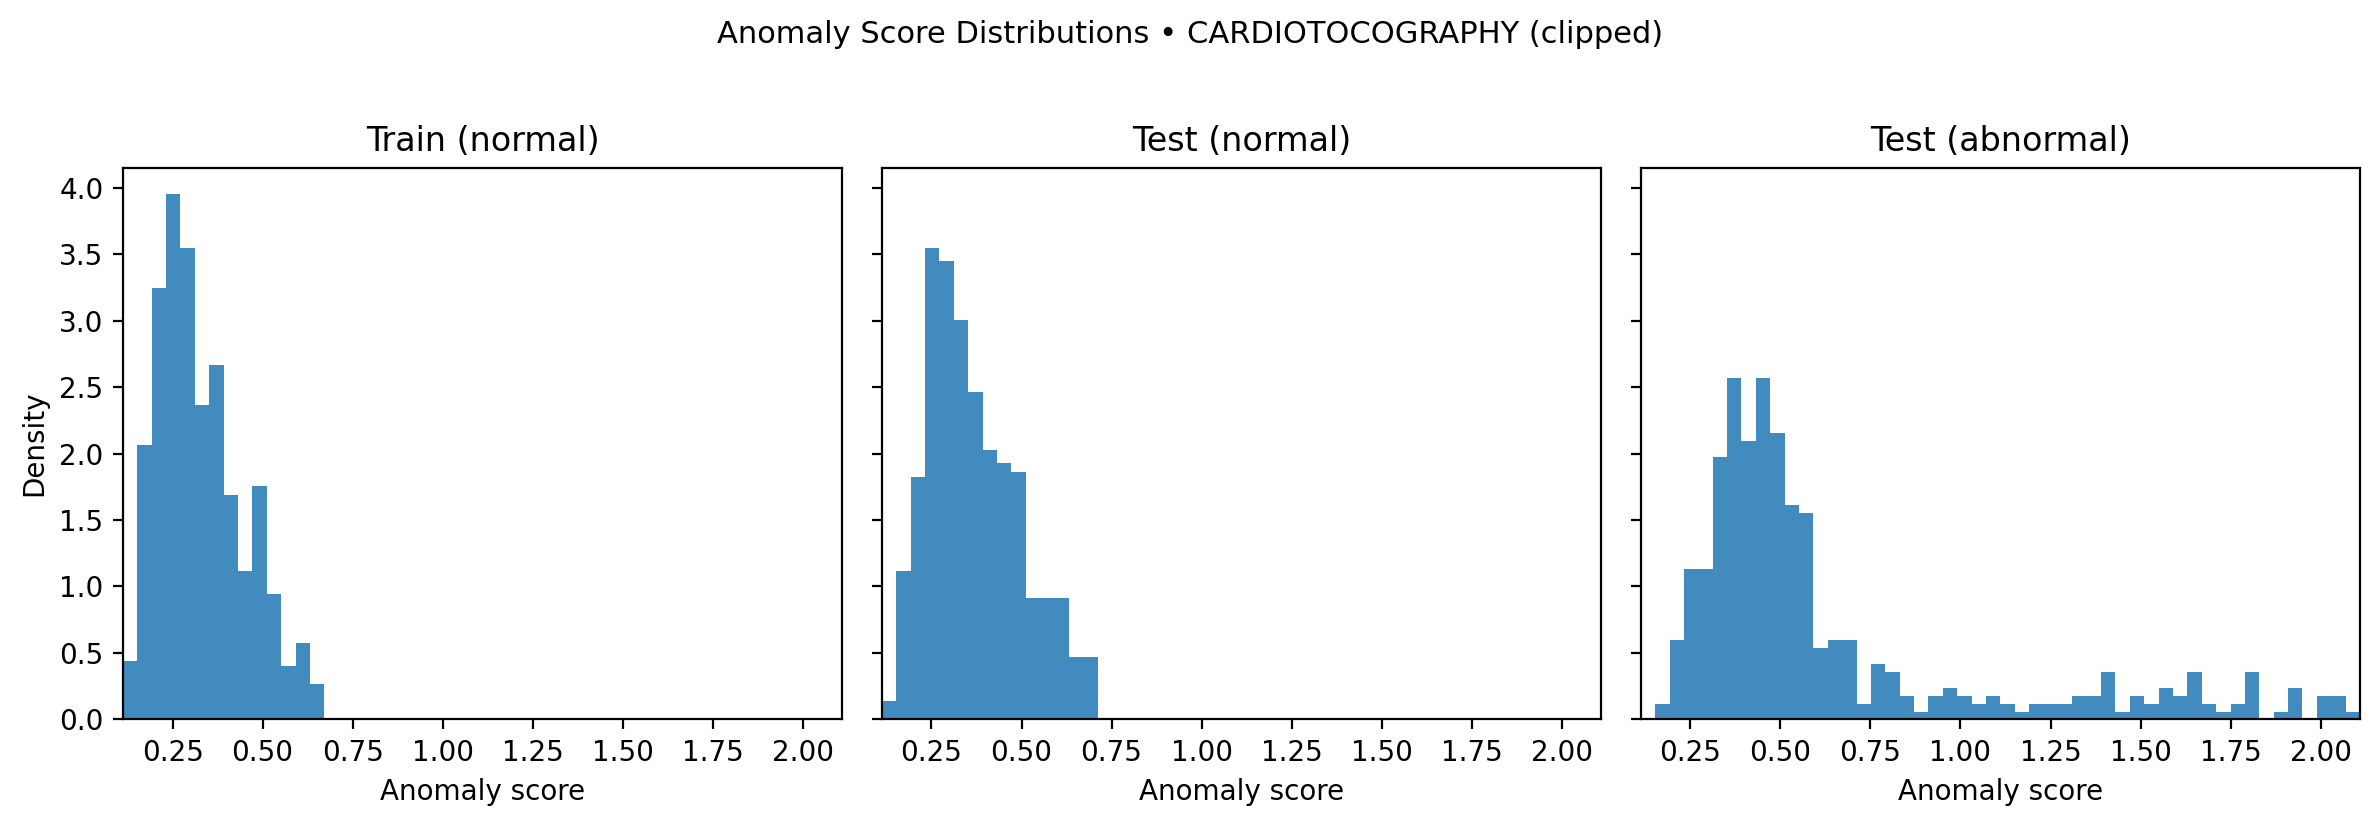 Anomaly Score Distributions • CARDIOTOCOGRAPHY (clipped)
Train (normal)
Test (normal)
Test (abnormal)
Density
4.0
3.5
3.0
2.5
2.0
1.5
1.0
0.5
0.0
0.25 0.50 0.75 1.00 1.25 1.50 1.75 2.00
0.25 0.50 0.75 1.00 1.25 1.50 1.75 2.00
0.25 0.50 0.75 1.00 1.25 1.50 1.75 2.00
Anomaly score
Anomaly score
Anomaly score